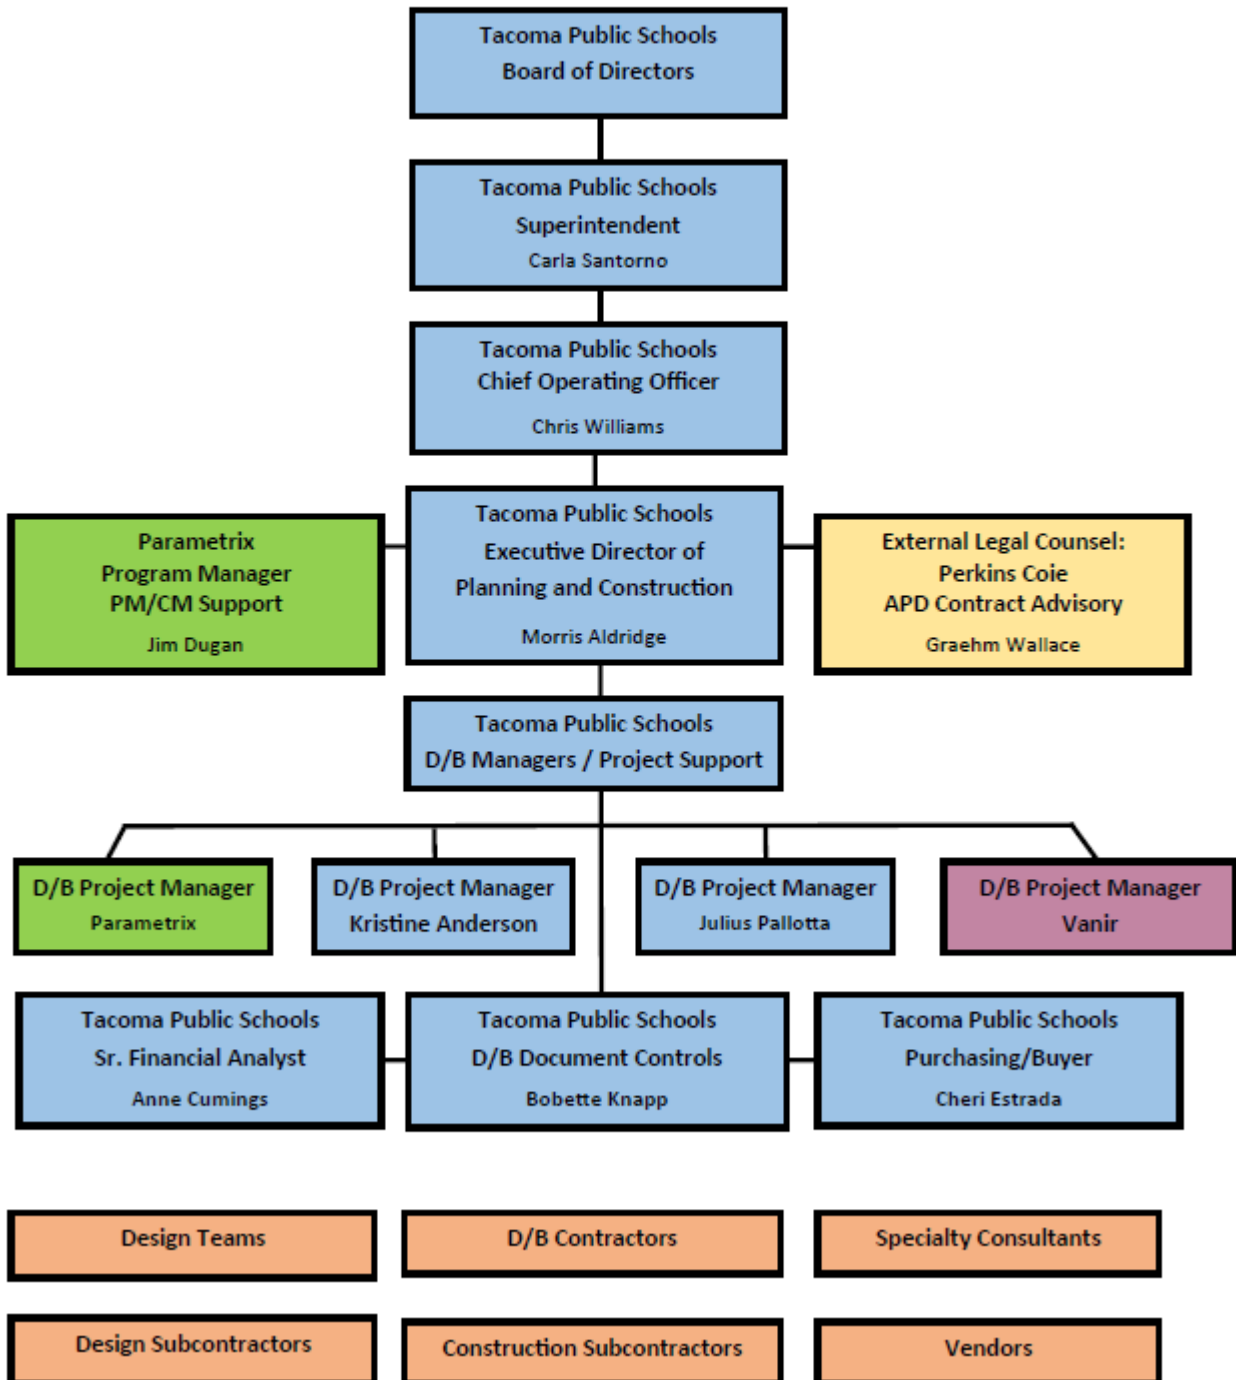 Tacoma Public Schools
Board of Directors
Tacoma Public Schools
Superintendent
Carla Santorno
Tacoma Public Schools
Chief Operating Officer
Chris Williams
Parametrix
Program Manager
PM/CM Support
Jim Dugan
Tacoma Public Schools
Executive Director of
Planning and Construction
Morris Aldridge
External Legal Counsel:
Perkins Coie
APD Contract Advisory
Graehm Wallace
Tacoma Public Schools
D/B Managers / Project Support
D/B Project Manager
Parametrix
D/B Project Manager
Kristine Anderson
D/B Project Manager
Julius Pallotta
D/B Project Manager
Vanir
Tacoma Public Schools
Sr. Financial Analyst
Anne Cumings
Tacoma Public Schools
D/B Document Controls
Bobette Knapp
Tacoma Public Schools
Purchasing/Buyer
Cheri Estrada
Design Teams
D/B Contractors
Specialty Consultants
Design Subcontractors
Construction Subcontractors
Vendors